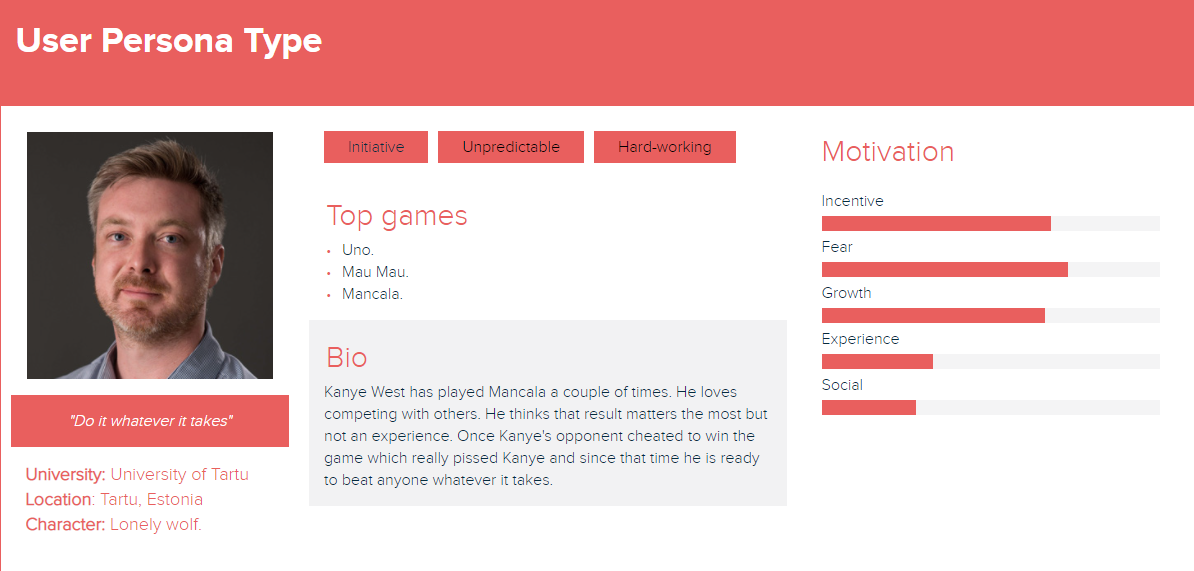 User Persona Type
"Do it whatever it takes"
University: University of Tartu
Location: Tartu, Estonia
Character: Lonely wolf.
Initiative
Unpredictable
Hard-working
Top games
• Uno.
• Mau Mau.
• Mancala.
Bio
Kanye West has played Mancala a couple of times. He loves
competing with others. He thinks that result matters the most but
not an experience. Once Kanye's opponent cheated to win the
game which really pissed Kanye and since that time he is ready
to beat anyone whatever it takes.
Motivation
Incentive
Fear
Growth
Experience
Social